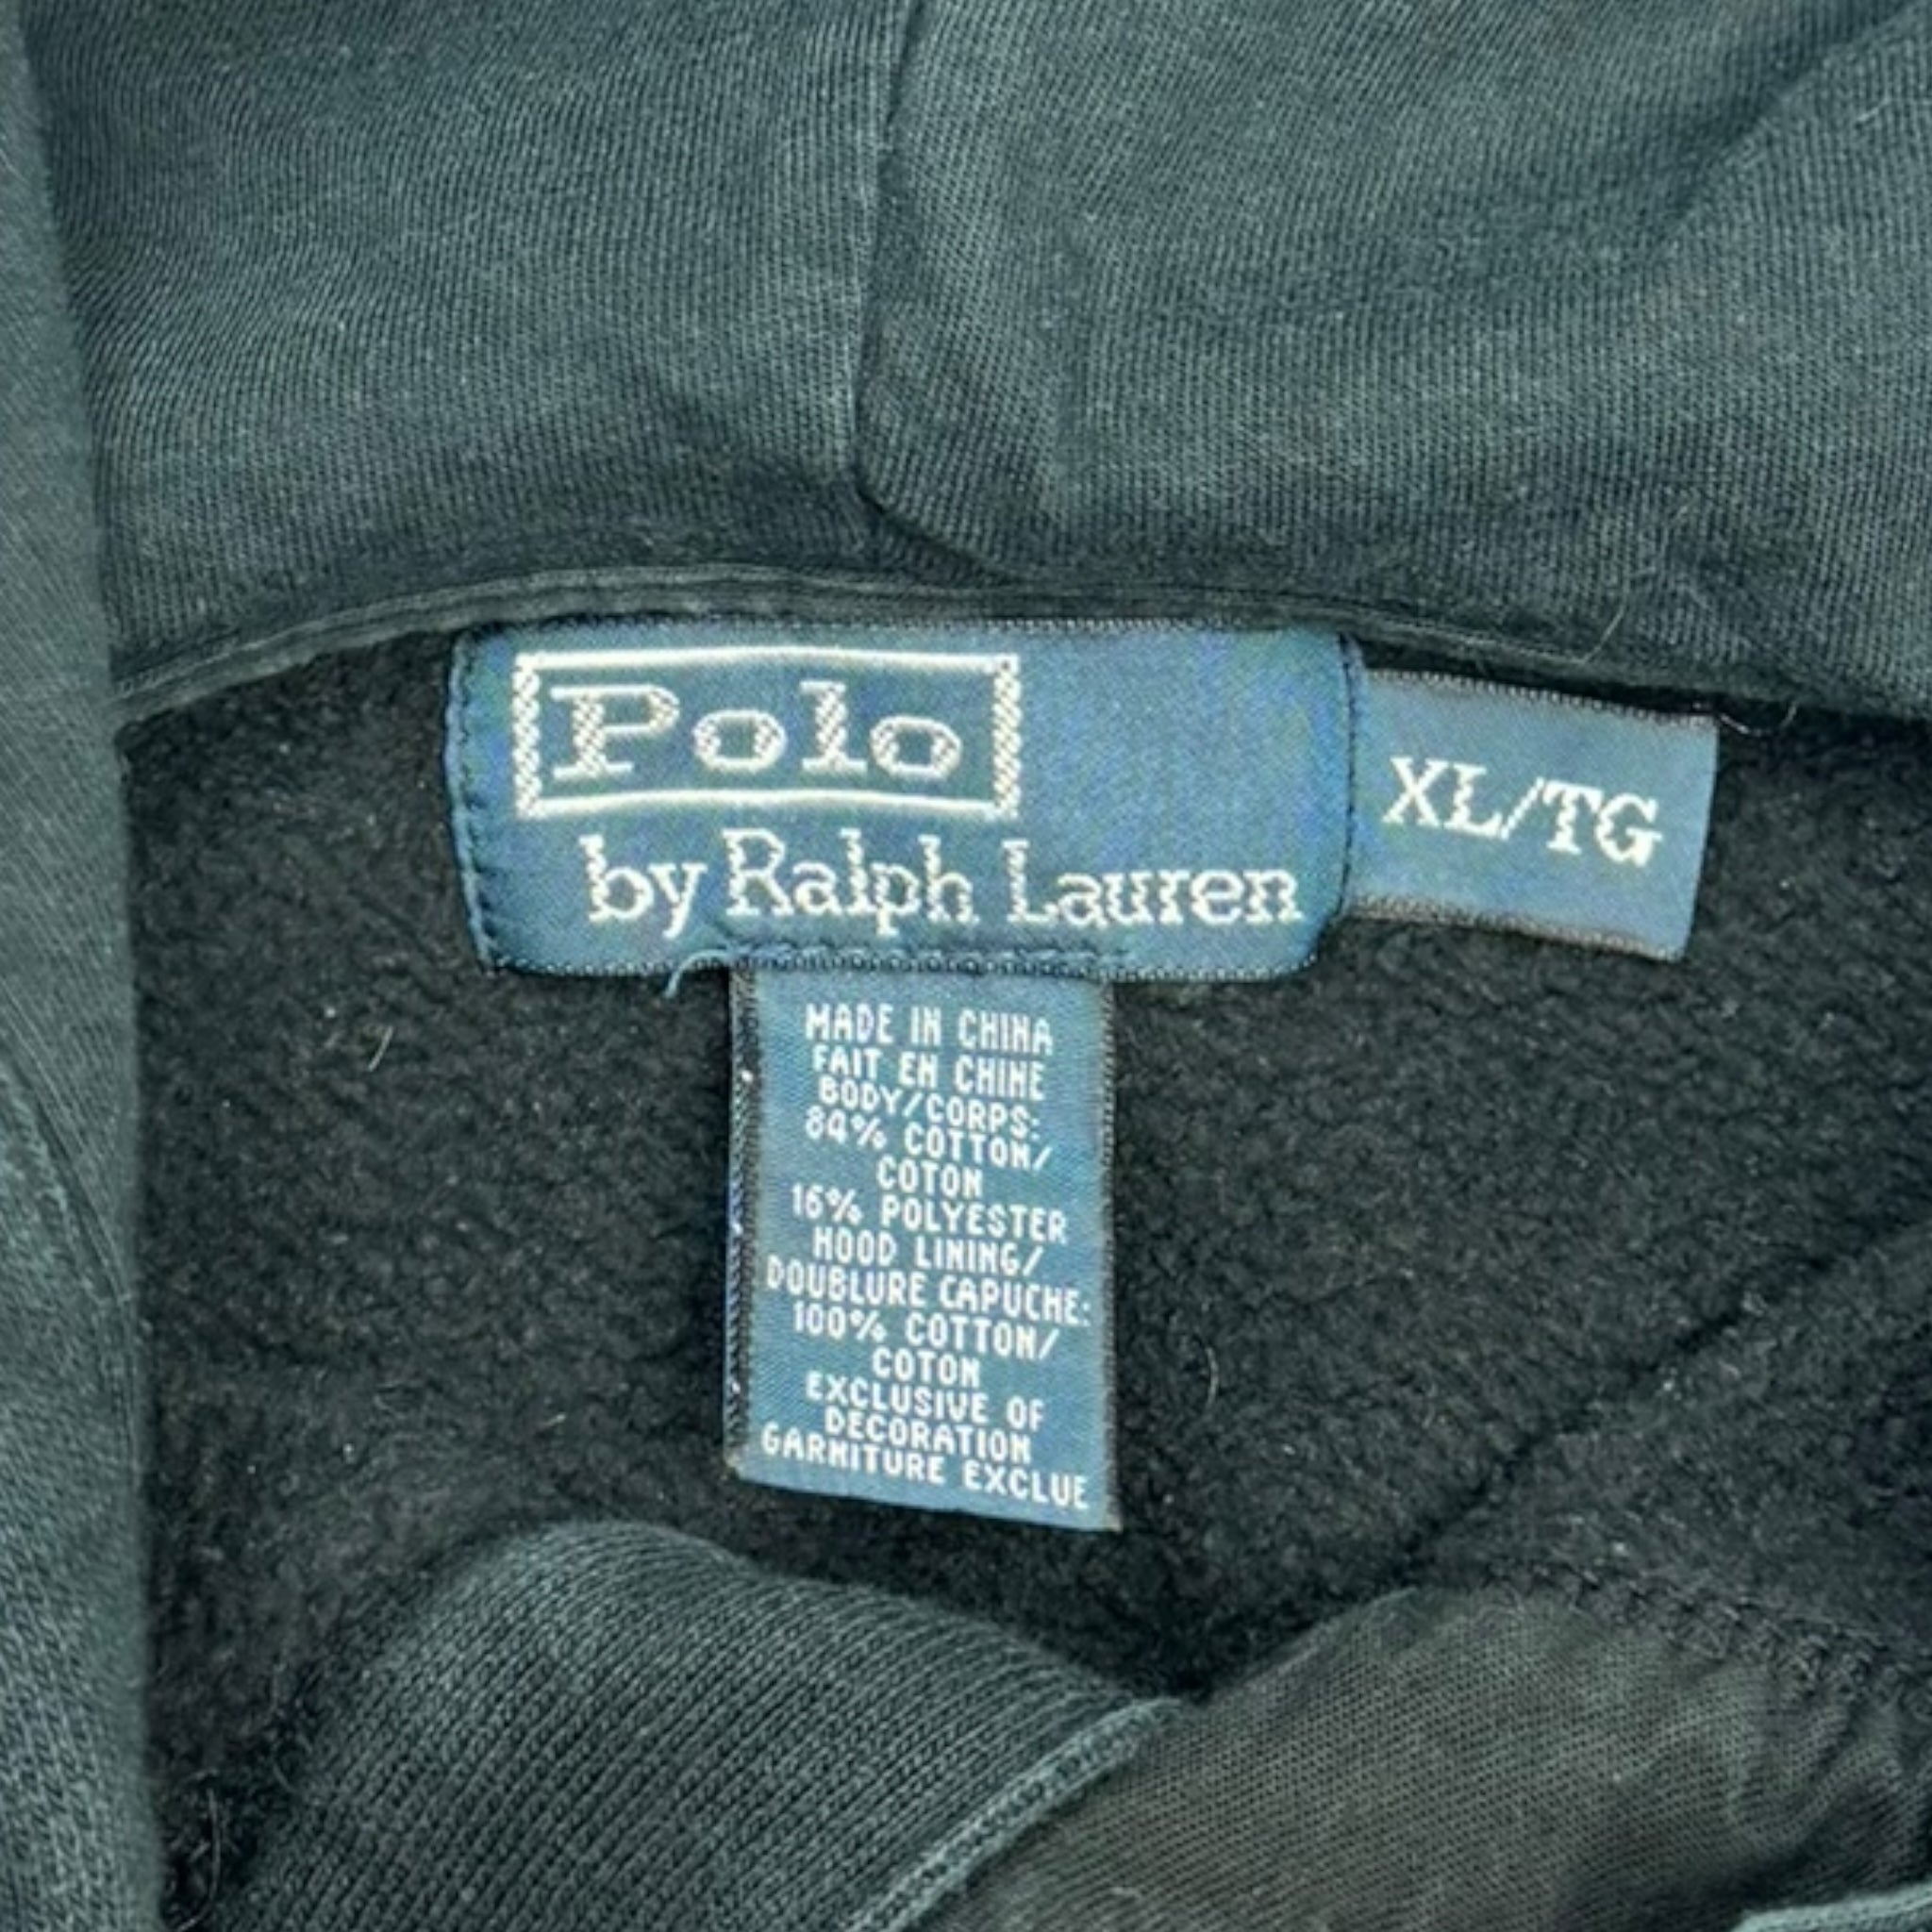 Polo
by Ralph Lauren
XL/TG
MADE IN CHINA
FAIT EN CHINE
BODY/CORPS:
84% COTTON/
COTON
16% POLYESTER
HOOD LINING/
DOUBLURE CAPUCHE:
100% COTTON/
COTON
EXCLUSIVE OF
DECORATION
GARNITURE EXCLUE